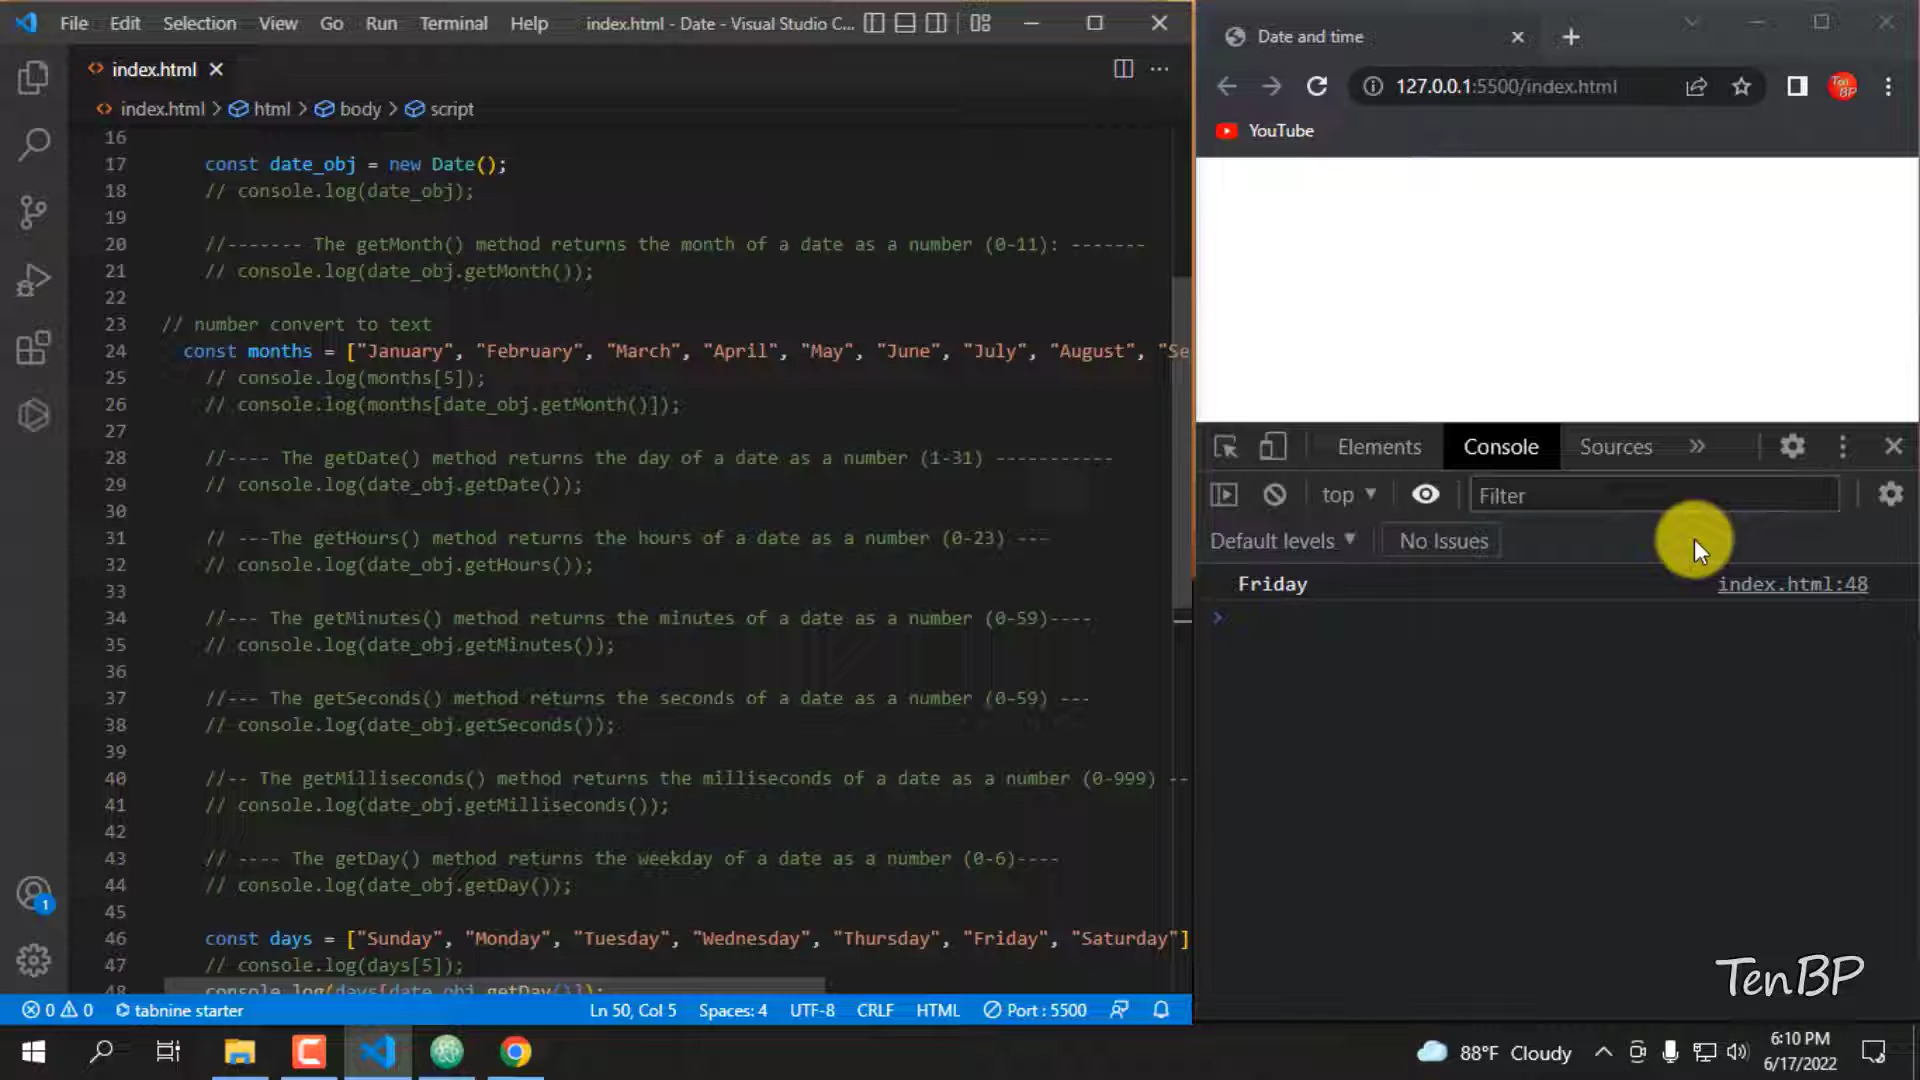 File Edit Selection View Go Run Terminal Help index.html - Date - Visual Studio C...
index.html
index.html > html > body > script
16
17 const date_obj = new Date();
18 // console.log(date_obj);
19
20 //------- The getMonth() method returns the month of a date as a number (0-11): -------
21 // console.log(date_obj.getMonth());
22
23 // number convert to text
24 const months = ["January", "February", "March", "April", "May", "June", "July", "August", "Se
25 // console.log(months[5]);
26 // console.log(months[date_obj.getMonth()]);
27
28 //---- The getDate() method returns the day of a date as a number (1-31) -----------
29 // console.log(date_obj.getDate());
30
31 // ---The getHours() method returns the hours of a date as a number (0-23) ---
32 // console.log(date_obj.getHours());
33
34 //--- The getMinutes() method returns the minutes of a date as a number (0-59)----
35 // console.log(date_obj.getMinutes());
36
37 //--- The getSeconds() method returns the seconds of a date as a number (0-59) ---
38 // console.log(date_obj.getSeconds());
39
40 //-- The getMilliseconds() method returns the milliseconds of a date as a number (0-999) --
41 // console.log(date_obj.getMilliseconds());
42
43 // ---- The getDay() method returns the weekday of a date as a number (0-6)----
44 // console.log(date_obj.getDay());
45
46 const days = ["Sunday", "Monday", "Tuesday", "Wednesday", "Thursday", "Friday", "Saturday"]
47 // console.log(days[5]);
48 console.log(days[date_obj.getDay()]);
0 0 tabnine starter Ln 50, Col 5 Spaces: 4 UTF-8 CRLF HTML Port : 5500
Date and time
127.0.0.1:5500/index.html
Ten BP
YouTube
Elements Console Sources
top Filter
Default levels No Issues
Friday index.html:48
TenBP
1
88°F Cloudy
6:10 PM
6/17/2022